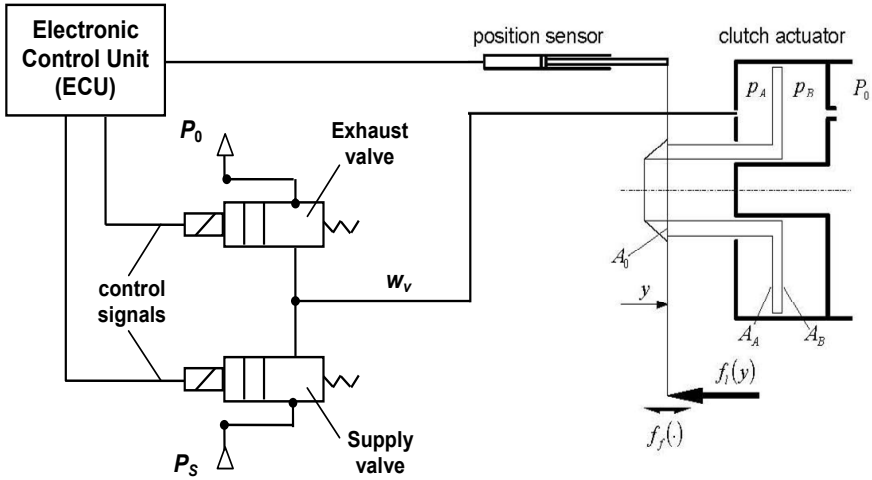 Electronic
Control Unit
(ECU)
position sensor
clutch actuator
p_A
p_B
P_0
P_0
Exhaust
valve
A_0
control
signals
w_v
y
A_A
A_B
f_l(y)
f_f(·)
P_S
Supply
valve